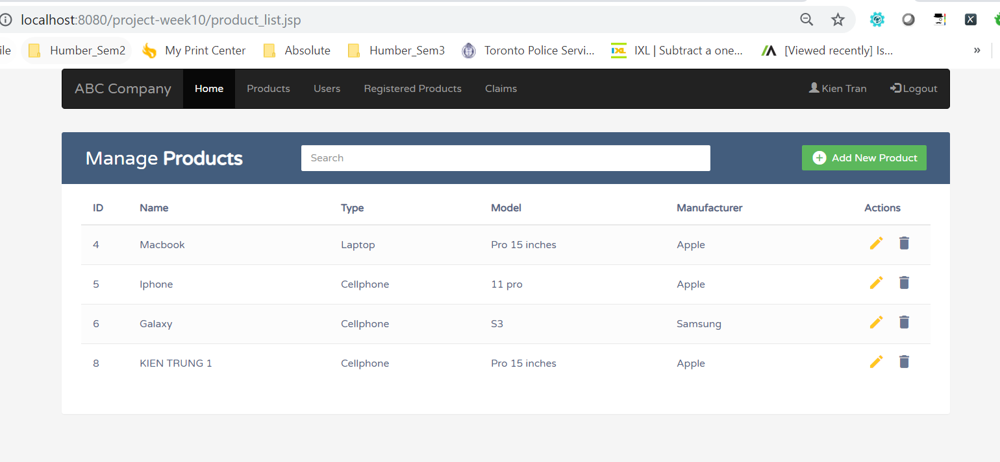 localhost:8080/project-week10/product_list.jsp
ile Humber_Sem2 My Print Center Absolute Humber_Sem3 Toronto Police Servi... IXL IXL | Subtract a one... [Viewed recently] Is... »
ABC Company Home Products Users Registered Products Claims Kien Tran Logout
Manage Products Search Add New Product
ID Name Type Model Manufacturer Actions
4 Macbook Laptop Pro 15 inches Apple
5 Iphone Cellphone 11 pro Apple
6 Galaxy Cellphone S3 Samsung
8 KIEN TRUNG 1 Cellphone Pro 15 inches Apple